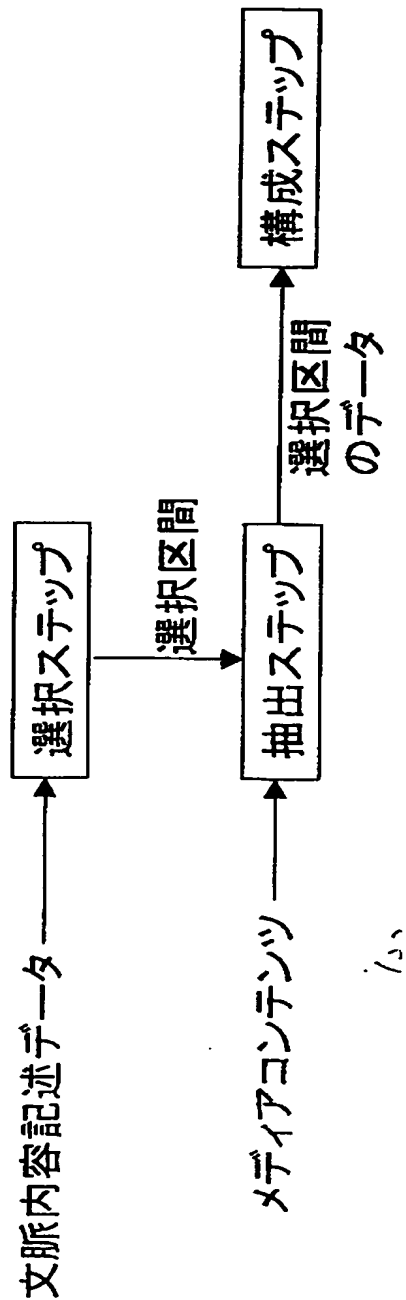 文脈内容記述データ
選択ステップ
選択区間
メディアコンテンツ
抽出ステップ
選択区間
のデータ
構成ステップ